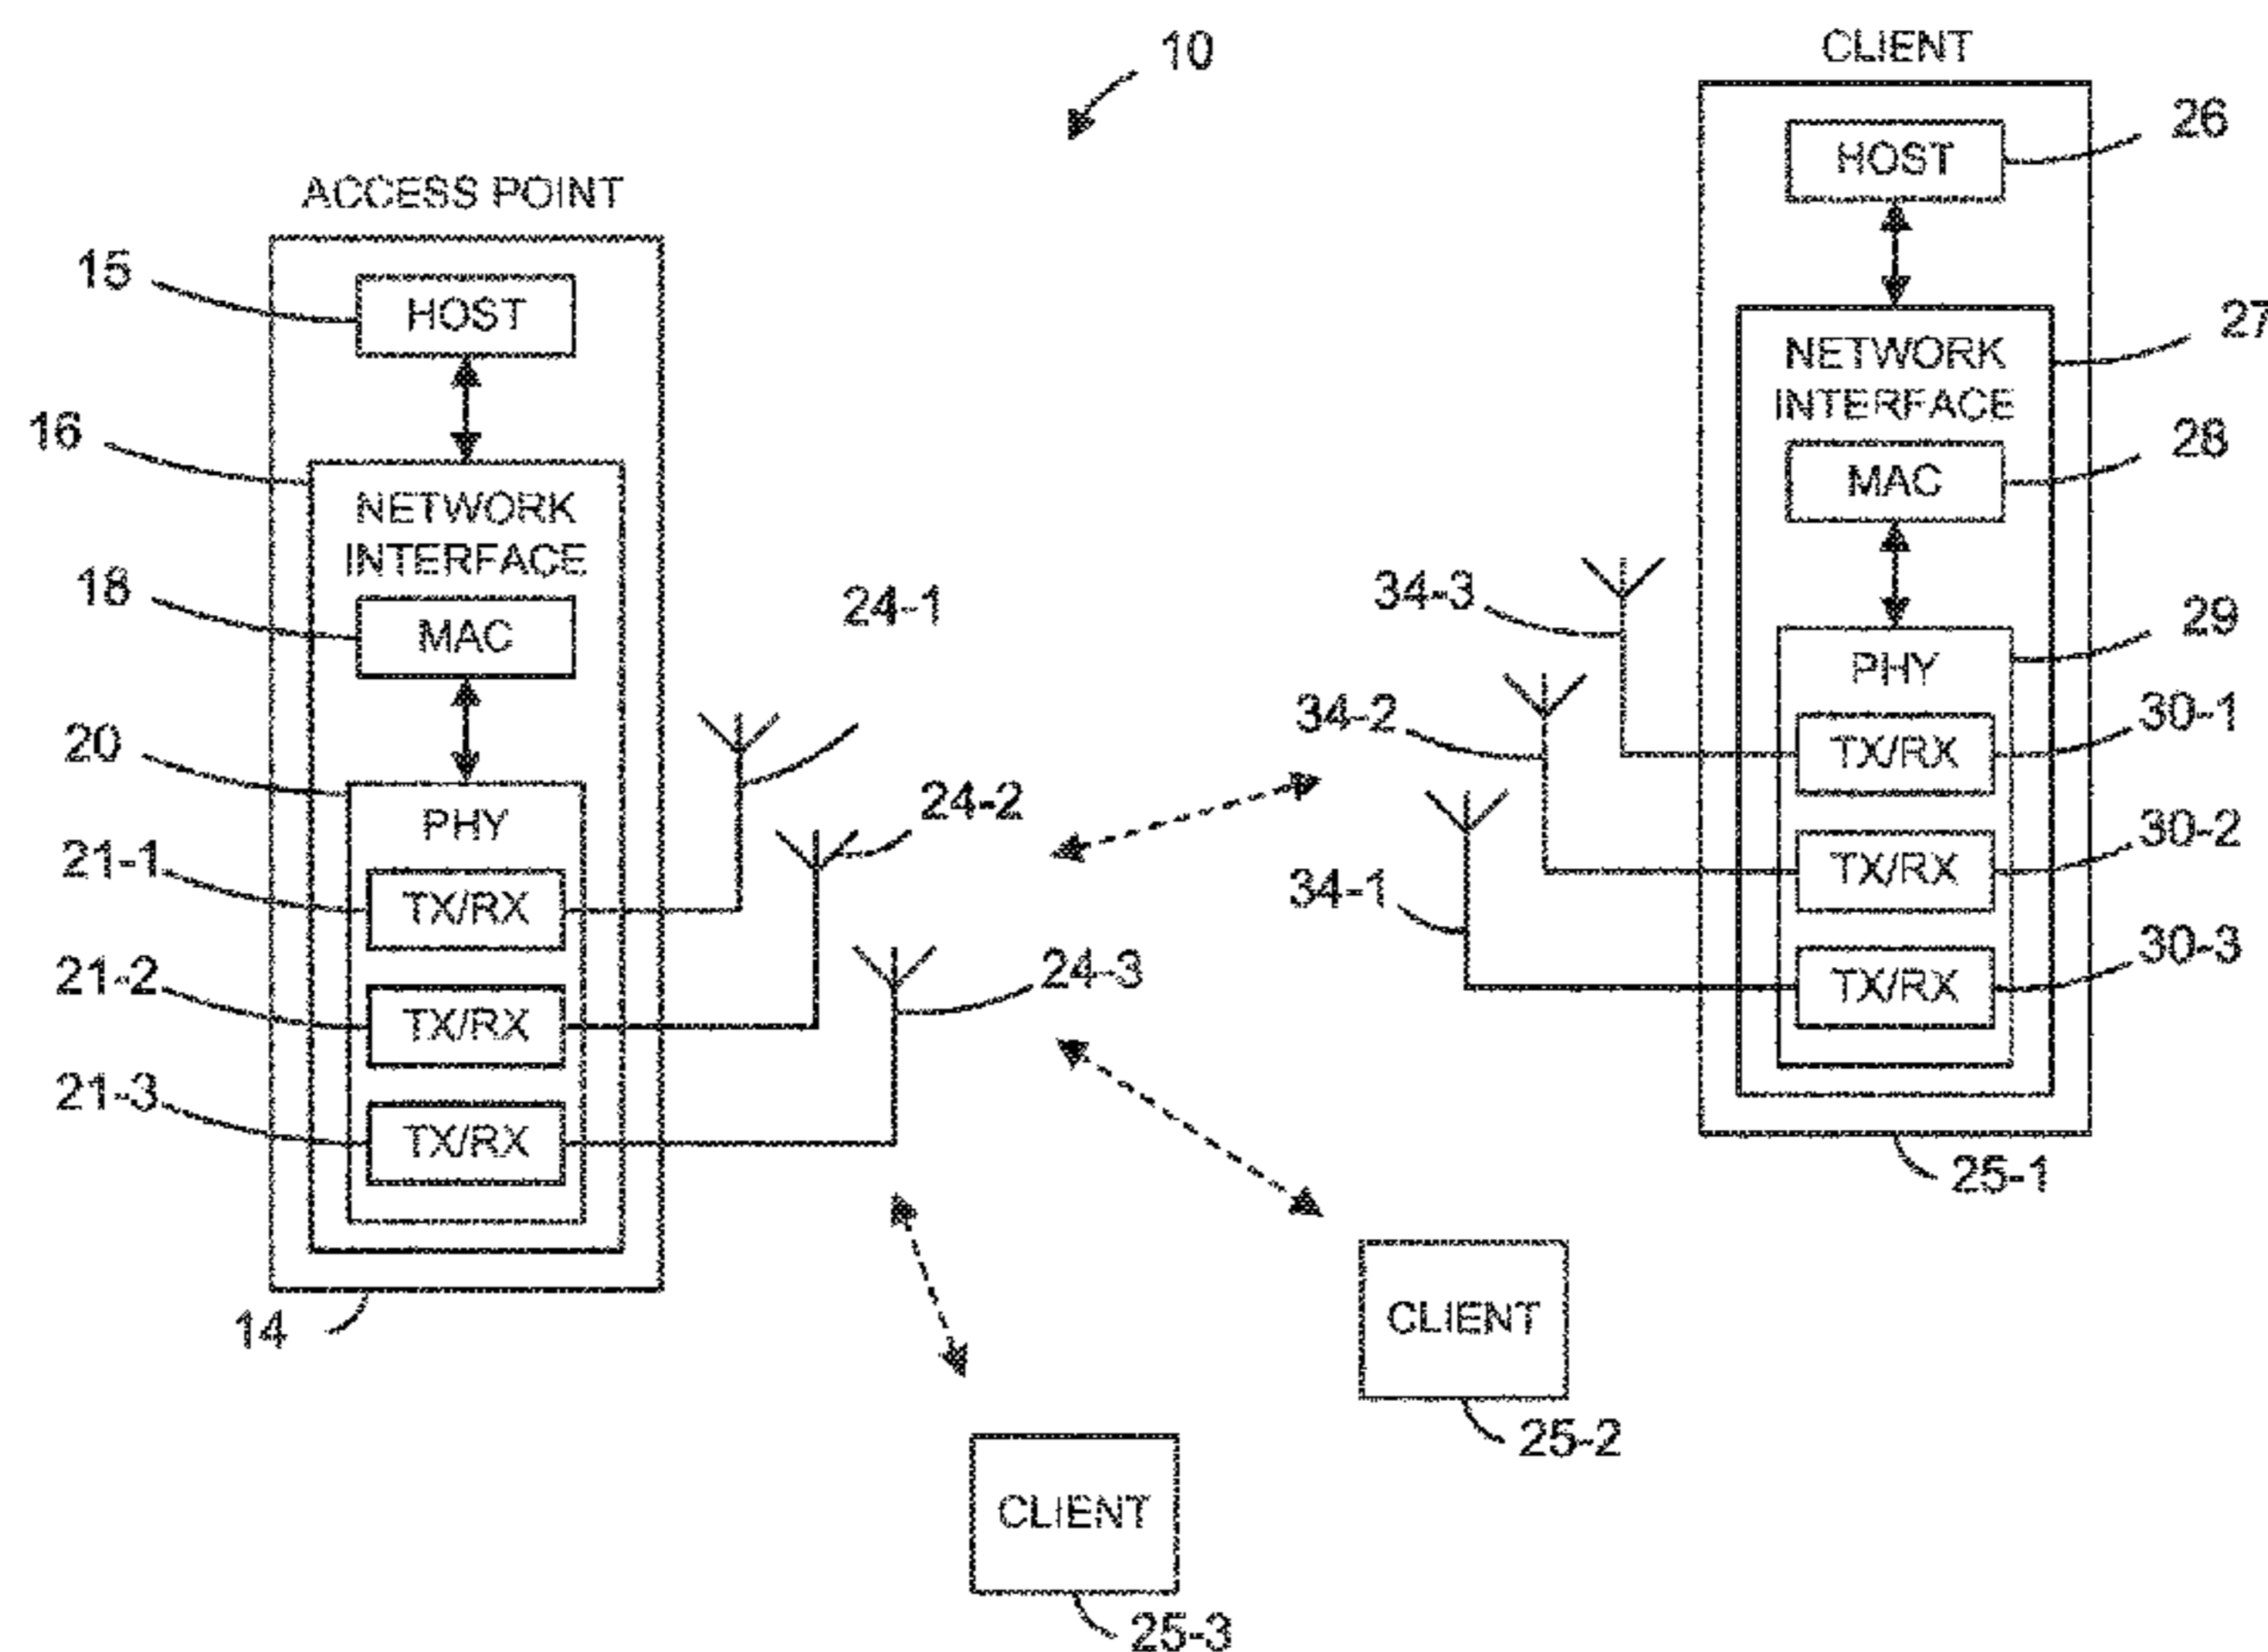 10
ACCESS POINT
15
HOST
16
NETWORK
INTERFACE
18
MAC
20
PHY
21-1
TX/RX
21-2
TX/RX
21-3
TX/RX
14
24-1
24-2
24-3
CLIENT
26
HOST
27
NETWORK
INTERFACE
28
MAC
29
PHY
34-3
30-1
TX/RX
34-2
30-2
TX/RX
34-1
30-3
TX/RX
25-1
CLIENT
25-2
CLIENT
25-3